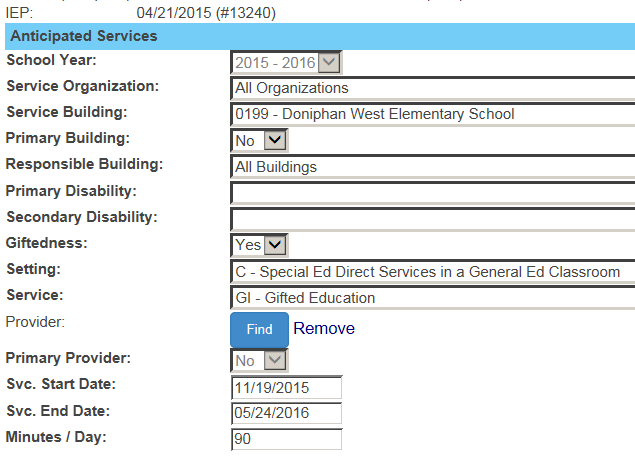 IEP: 04/21/2015 (#13240)
Anticipated Services
School Year: 2015 - 2016
Service Organization: All Organizations
Service Building: 0199 - Doniphan West Elementary School
Primary Building: No
Responsible Building: All Buildings
Primary Disability:
Secondary Disability:
Giftedness: Yes
Setting: C - Special Ed Direct Services in a General Ed Classroom
Service: GI - Gifted Education
Provider: Find Remove
Primary Provider: No
Svc. Start Date: 11/19/2015
Svc. End Date: 05/24/2016
Minutes / Day: 90